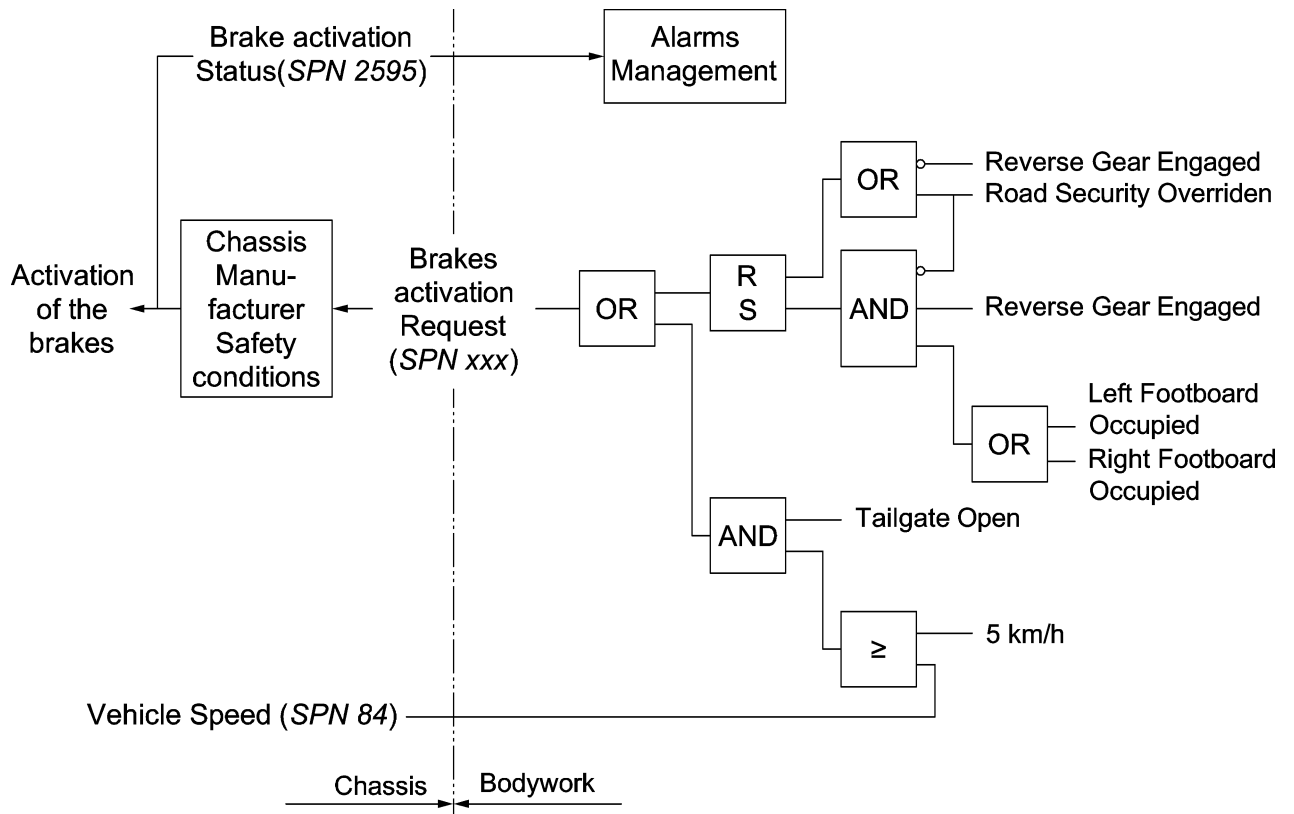 Brake activation
Status(SPN 2595)
Alarms
Management
OR
Reverse Gear Engaged
Road Security Overriden
Chassis
Manu-
facturer
Safety
conditions
Activation
of the
brakes
Brakes
activation
Request
(SPN xxx)
OR
R
S
AND
Reverse Gear Engaged
OR
Left Footboard
Occupied
Right Footboard
Occupied
AND
Tailgate Open
≥
5 km/h
Vehicle Speed (SPN 84)
Chassis
Bodywork